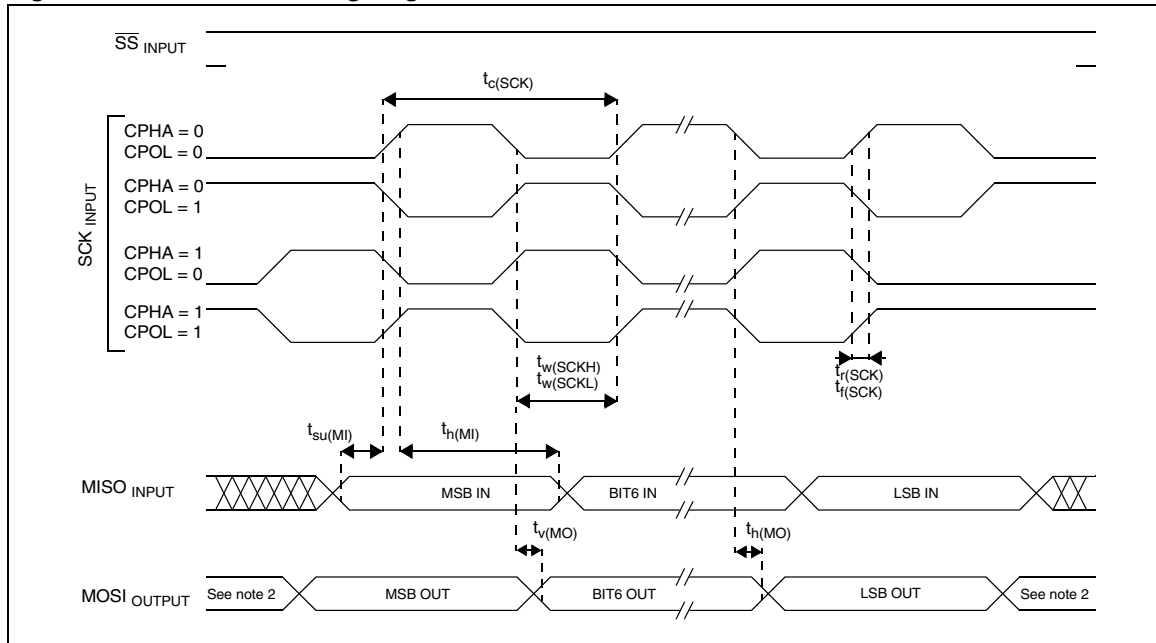 SS INPUT
tc(SCK)
SCK INPUT
CPHA = 0
CPOL = 0
CPHA = 0
CPOL = 1
CPHA = 1
CPOL = 0
CPHA = 1
CPOL = 1
tw(SCKH)
tw(SCKL)
tr(SCK)
tf(SCK)
tsu(MI)
th(MI)
MISO INPUT
MSB IN
BIT6 IN
LSB IN
tv(MO)
th(MO)
MOSI OUTPUT
See note 2
MSB OUT
BIT6 OUT
LSB OUT
See note 2